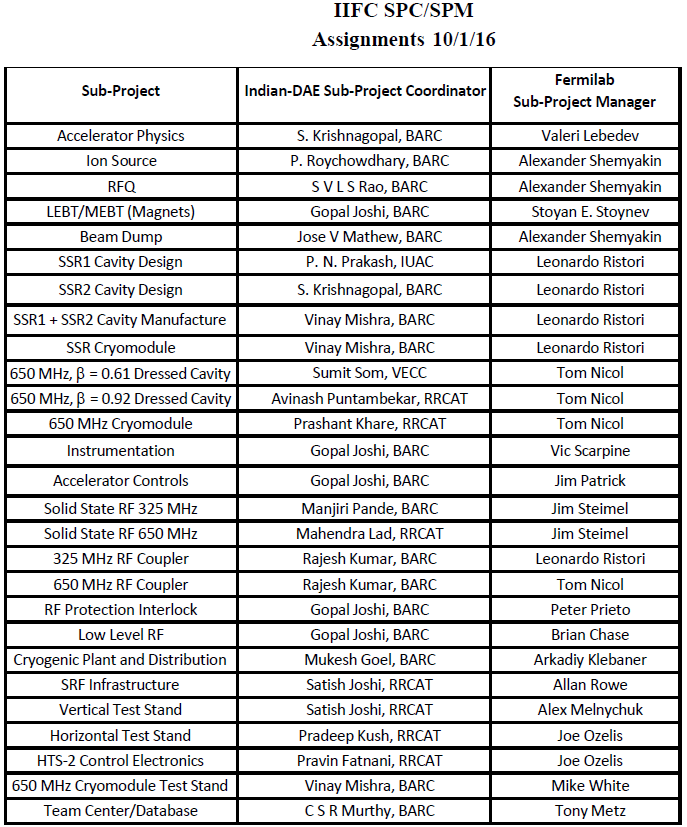 IIFC SPC/SPM
Assignments 10/1/16
Sub-Project Indian-DAE Sub-Project Coordinator Fermilab
Sub-Project Manager
Accelerator Physics S. Krishnagopal, BARC Valeri Lebedev
Ion Source P. Roychowdhary, BARC Alexander Shemyakin
RFQ S V L S Rao, BARC Alexander Shemyakin
LEBT/MEBT (Magnets) Gopal Joshi, BARC Stoyan E. Stoynev
Beam Dump Jose V Mathew, BARC Alexander Shemyakin
SSR1 Cavity Design P. N. Prakash, IUAC Leonardo Ristori
SSR2 Cavity Design S. Krishnagopal, BARC Leonardo Ristori
SSR1 + SSR2 Cavity Manufacture Vinay Mishra, BARC Leonardo Ristori
SSR Cryomodule Vinay Mishra, BARC Leonardo Ristori
650 MHz, β = 0.61 Dressed Cavity Sumit Som, VECC Tom Nicol
650 MHz, β = 0.92 Dressed Cavity Avinash Puntambekar, RRCAT Tom Nicol
650 MHz Cryomodule Prashant Khare, RRCAT Tom Nicol
Instrumentation Gopal Joshi, BARC Vic Scarpine
Accelerator Controls Gopal Joshi, BARC Jim Patrick
Solid State RF 325 MHz Manjiri Pande, BARC Jim Steimel
Solid State RF 650 MHz Mahendra Lad, RRCAT Jim Steimel
325 MHz RF Coupler Rajesh Kumar, BARC Leonardo Ristori
650 MHz RF Coupler Rajesh Kumar, BARC Tom Nicol
RF Protection Interlock Gopal Joshi, BARC Peter Prieto
Low Level RF Gopal Joshi, BARC Brian Chase
Cryogenic Plant and Distribution Mukesh Goel, BARC Arkadiy Klebaner
SRF Infrastructure Satish Joshi, RRCAT Allan Rowe
Vertical Test Stand Satish Joshi, RRCAT Alex Melnychuk
Horizontal Test Stand Pradeep Kush, RRCAT Joe Ozelis
HTS-2 Control Electronics Pravin Fatnani, RRCAT Joe Ozelis
650 MHz Cryomodule Test Stand Vinay Mishra, BARC Mike White
Team Center/Database C S R Murthy, BARC Tony Metz